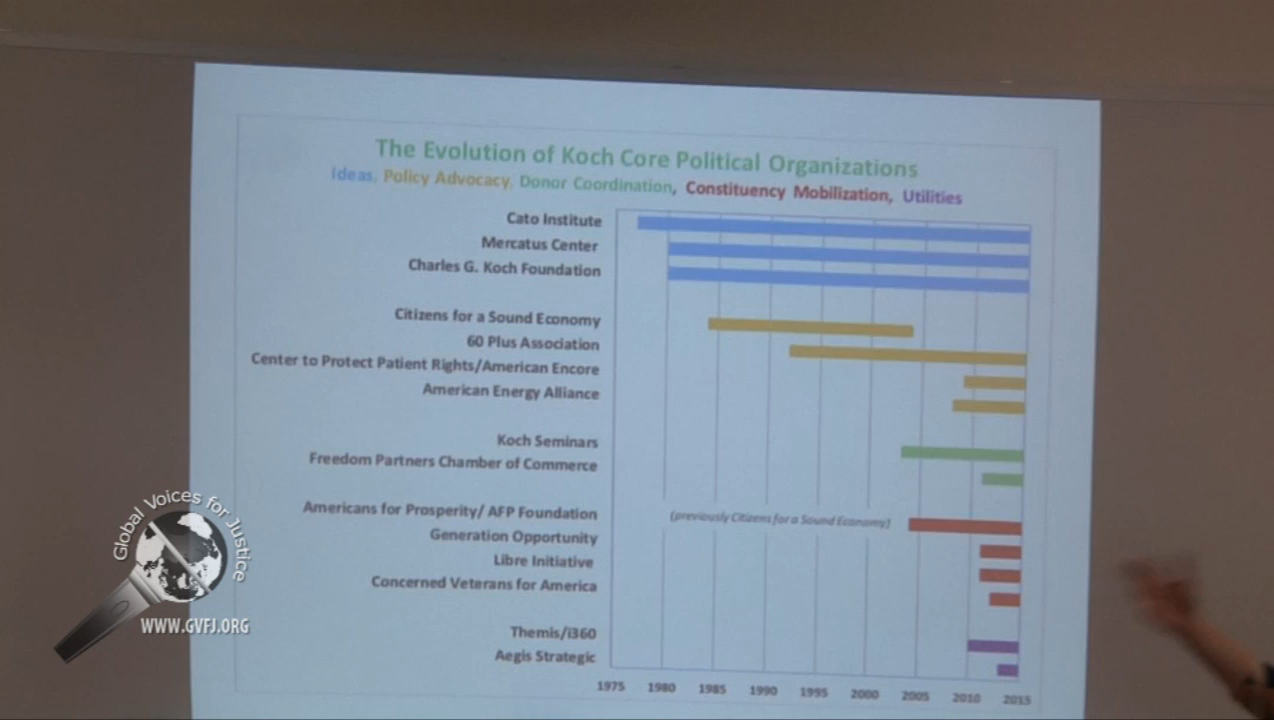 The Evolution of Koch Core Political Organizations
Ideas, Policy Advocacy, Donor Coordination, Constituency Mobilization, Utilities
Cato Institute
Mercatus Center
Charles G. Koch Foundation
Citizens for a Sound Economy
60 Plus Association
Center to Protect Patient Rights/American Encore
American Energy Alliance
Koch Seminars
Freedom Partners Chamber of Commerce
Americans for Prosperity/ AFP Foundation
(previously Citizens for a Sound Economy)
Generation Opportunity
Libre Initiative
Concerned Veterans for America
Themis/i360
Aegis Strategic
1975 1980 1985 1990 1995 2000 2005 2010 2015
Global Voices for Justice
WWW.GVFJ.ORG